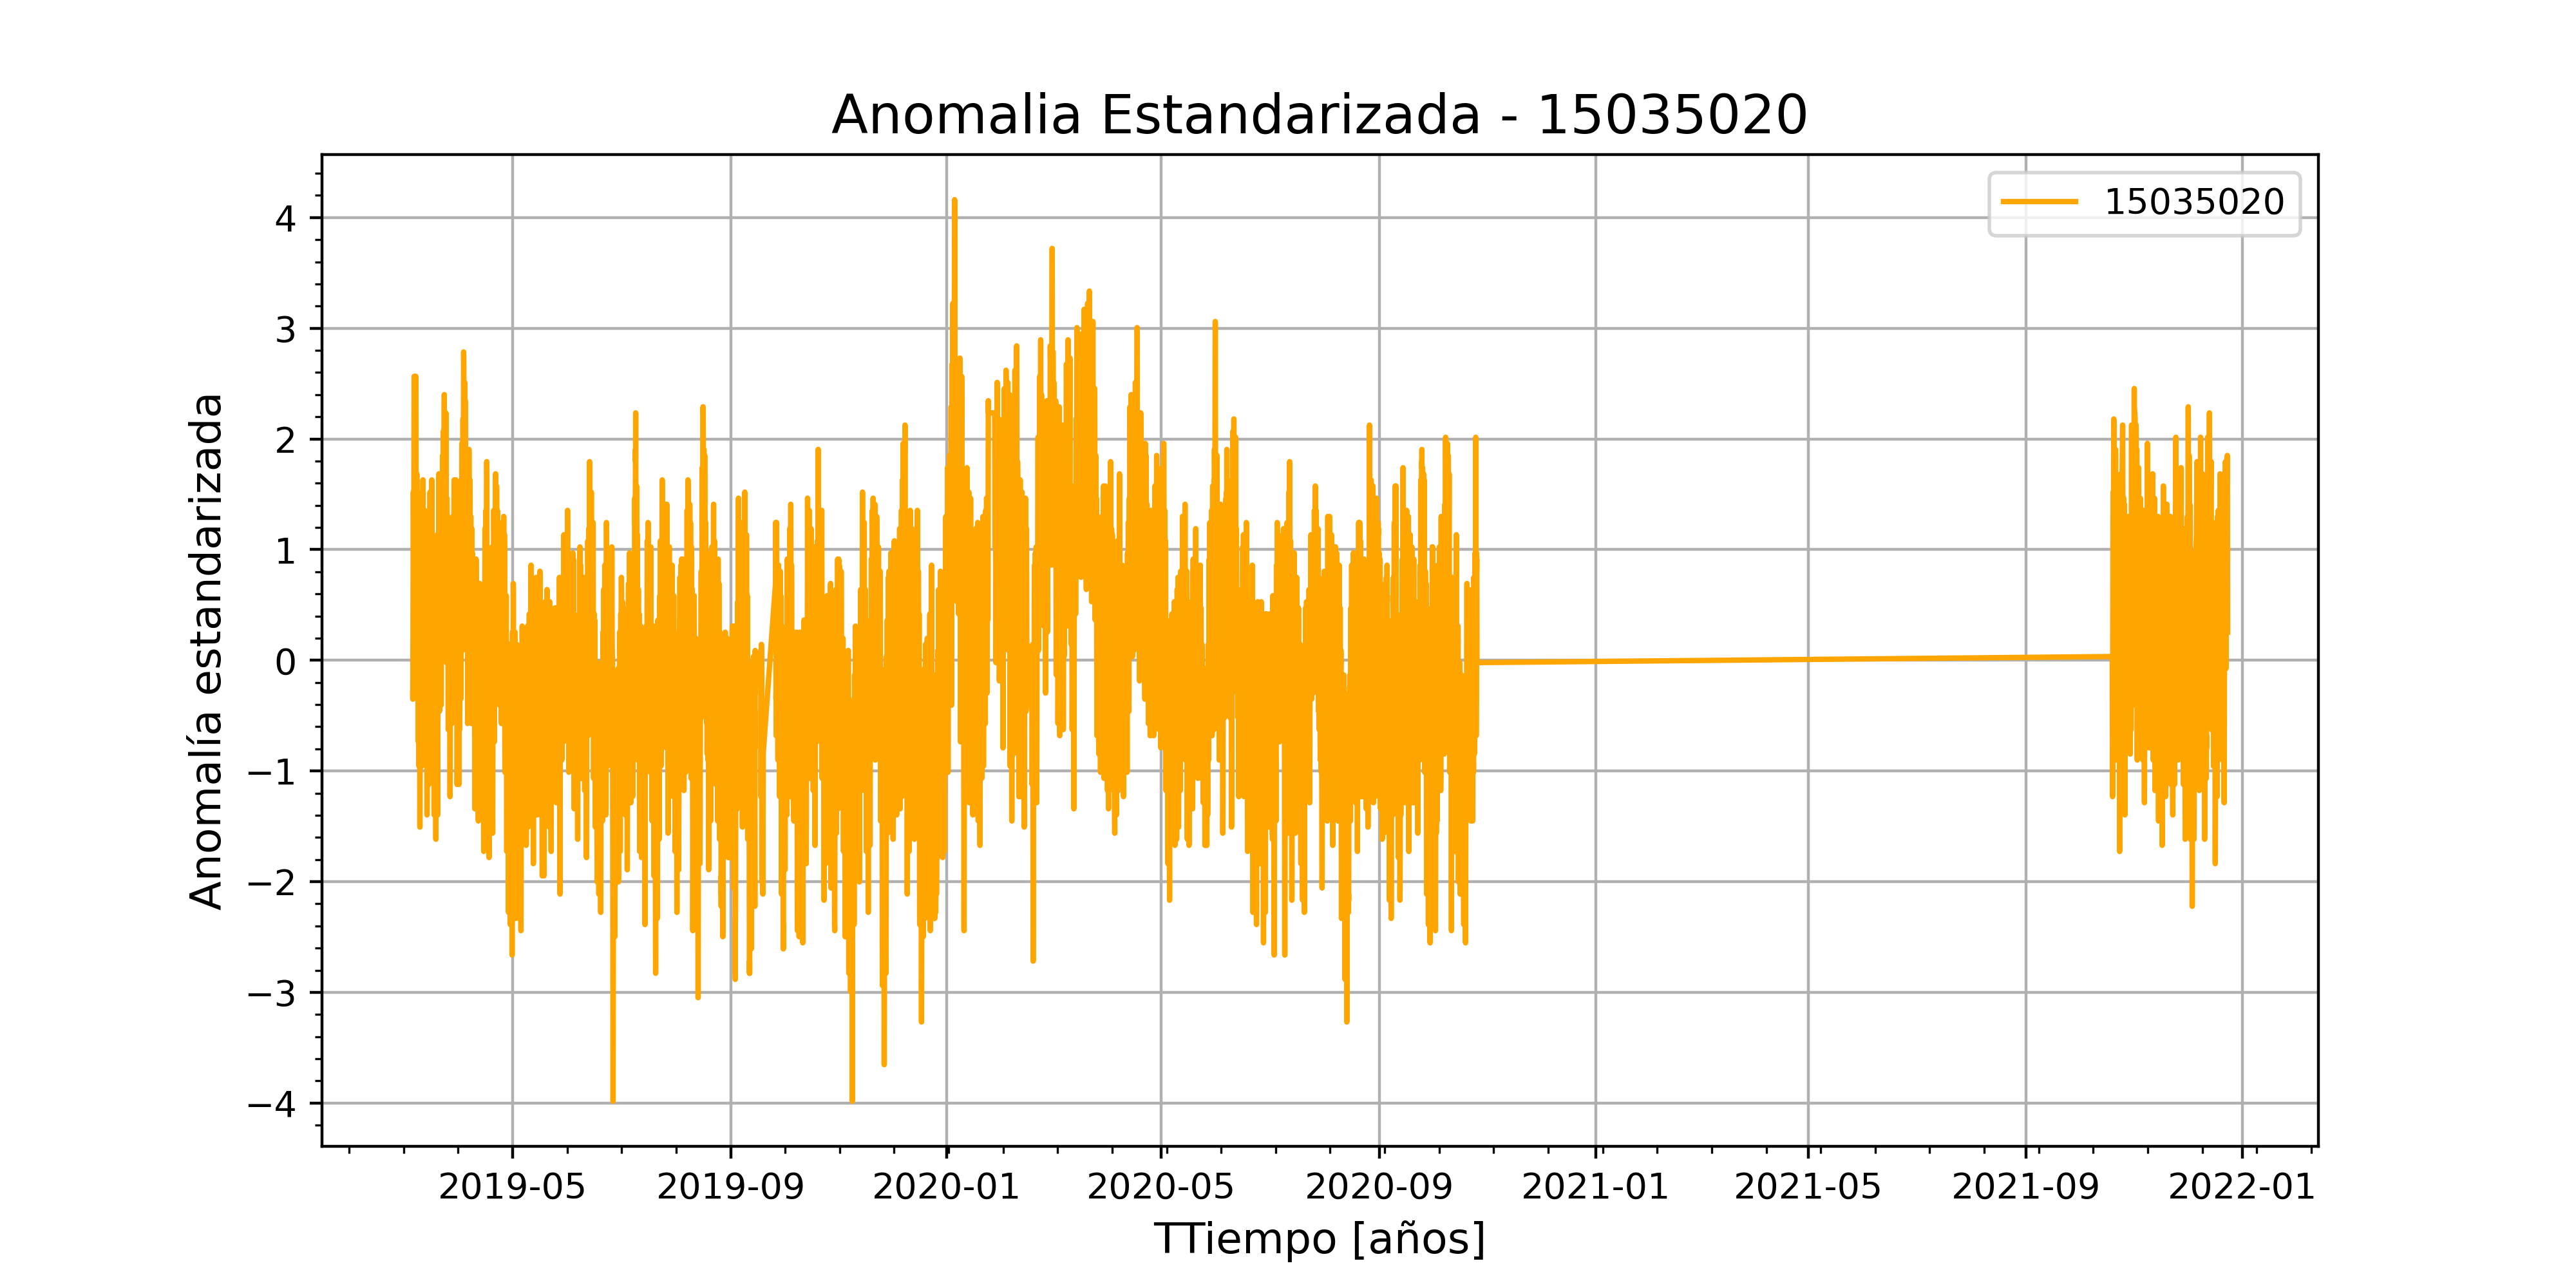 Anomalia Estandarizada - 15035020
15035020
Anomalía estandarizada
4
3
2
1
0
−1
−2
−3
−4
2019-05 2019-09 2020-01 2020-05 2020-09 2021-01 2021-05 2021-09 2022-01
TTiempo [años]